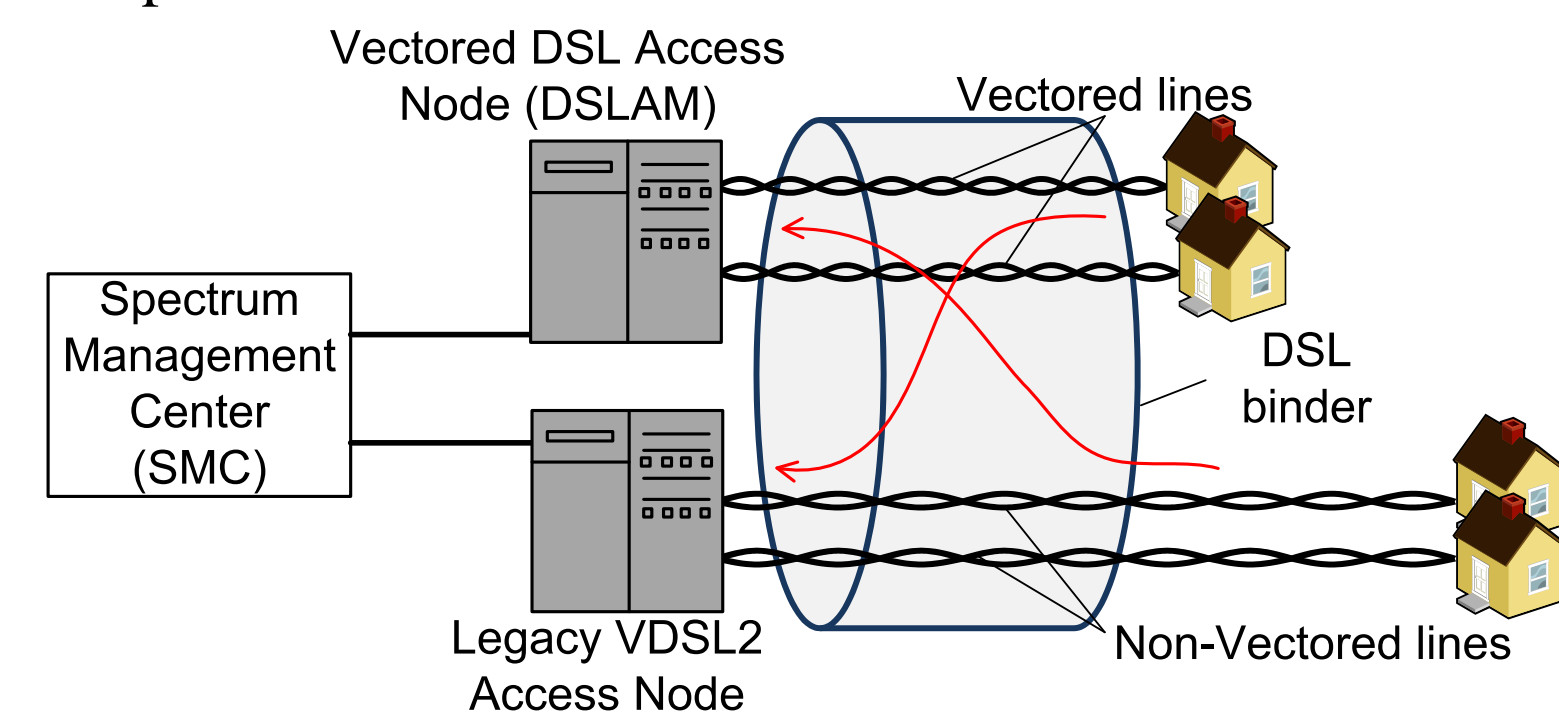 Vectored DSL Access
Node (DSLAM)
Vectored lines
Spectrum
Management
Center
(SMC)
DSL
binder
Legacy VDSL2
Access Node
Non-Vectored lines